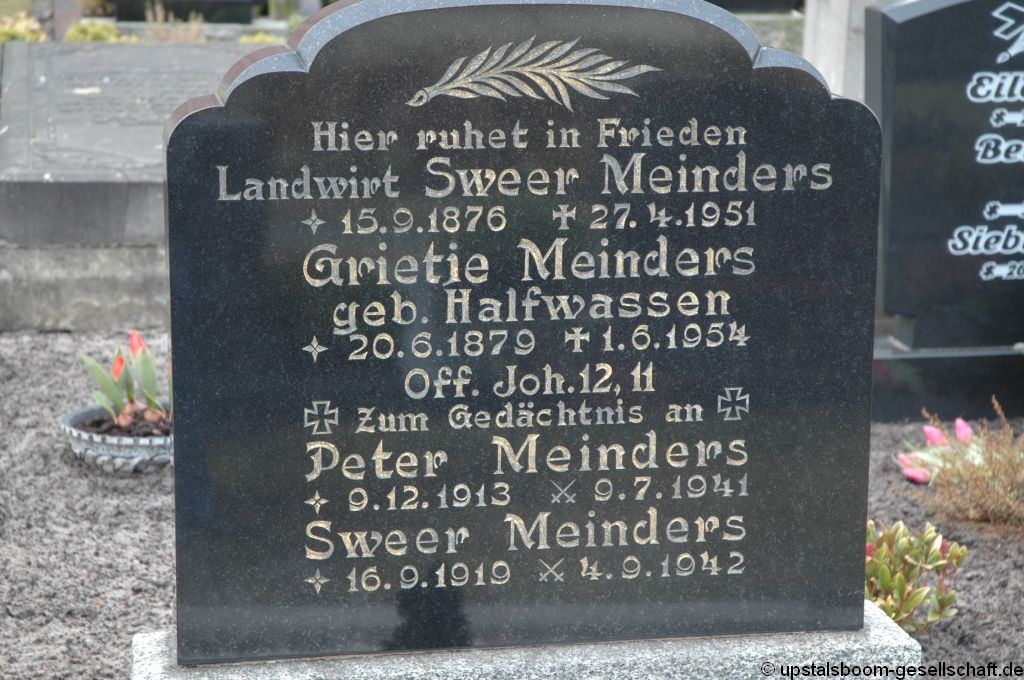 Hier ruhet in Frieden
Landwirt Sweer Meinders
15.9.1876 27.4.1951
Grietje Meinders
geb. Halfwassen
20.6.1879 1.6.1954
Off. Joh. 12, 11
Zum Gedächtnis an
Peter Meinders
9.12.1913 9.7.1941
Sweer Meinders
16.9.1919 4.9.1942
© upstalsboom-gesellschaft.de